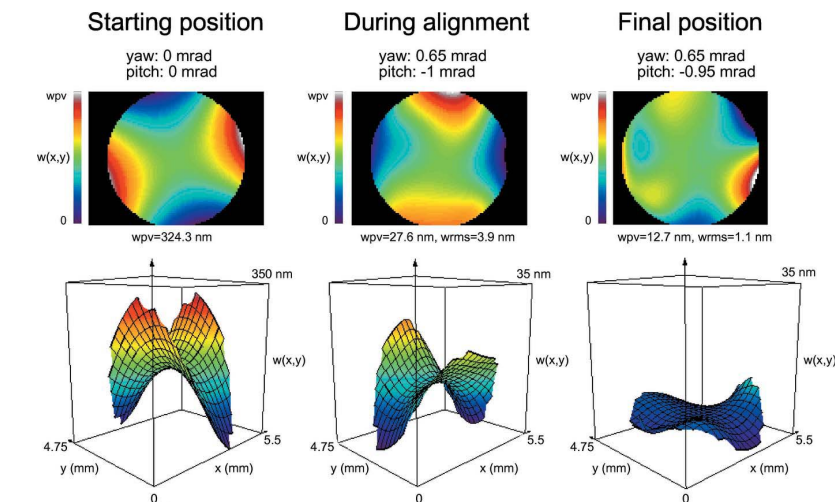 Starting position
yaw: 0 mrad
pitch: 0 mrad
wpv
w(x,y)
0
wpv=324.3 nm
350 nm
w(x,y)
4.75
y (mm)
0
x (mm)
5.5
During alignment
yaw: 0.65 mrad
pitch: -1 mrad
wpv
w(x,y)
0
wpv=27.6 nm, wrms=3.9 nm
35 nm
w(x,y)
4.75
y (mm)
0
x (mm)
5.5
Final position
yaw: 0.65 mrad
pitch: -0.95 mrad
wpv
w(x,y)
0
wpv=12.7 nm, wrms=1.1 nm
35 nm
w(x,y)
4.75
y (mm)
0
x (mm)
5.5